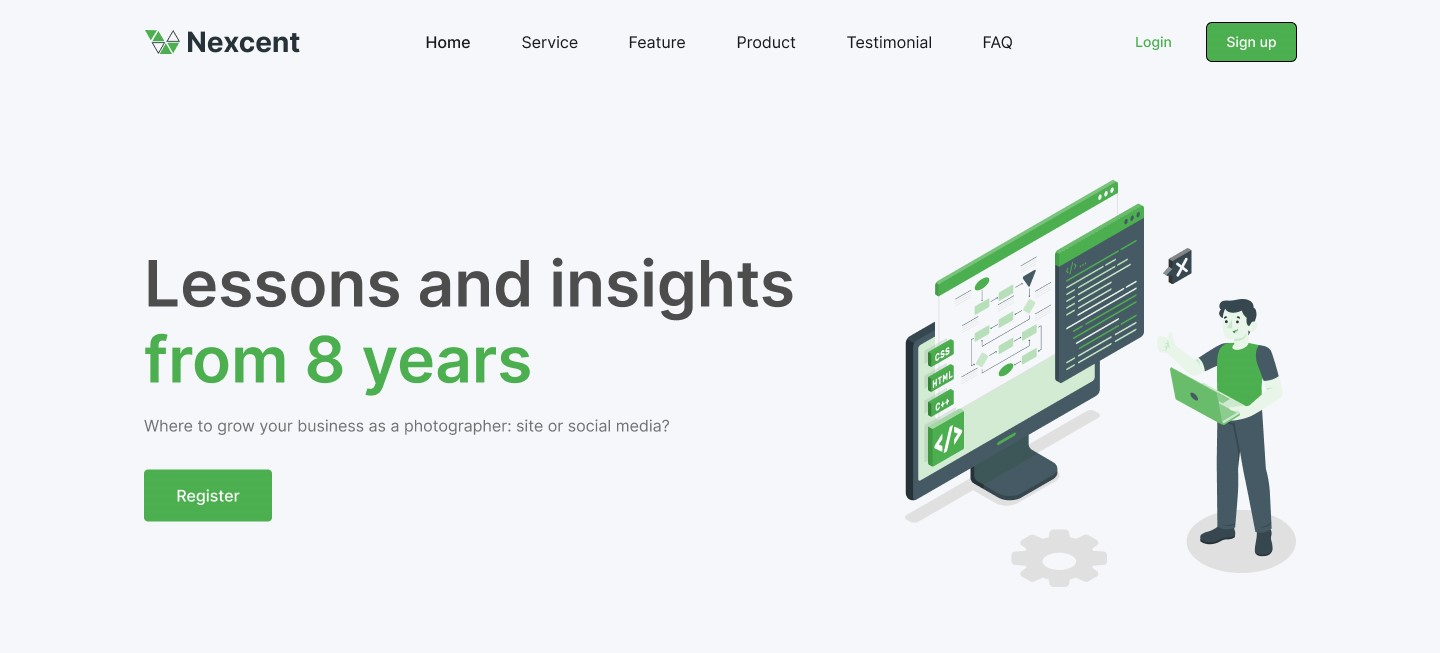 Nexcent
Home Service Feature Product Testimonial FAQ Login Sign up
Lessons and insights
from 8 years
Where to grow your business as a photographer: site or social media?
Register
</>...
CSS
HTML
C++
</>